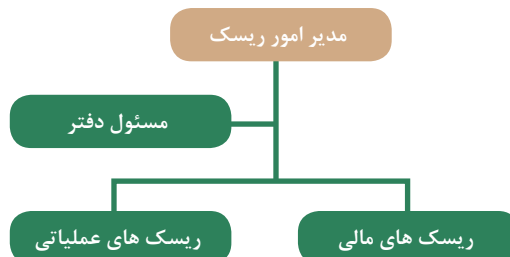 مدیر امور ریسک
مسئول دفتر
ریسک های مالی
ریسک های عملیاتی